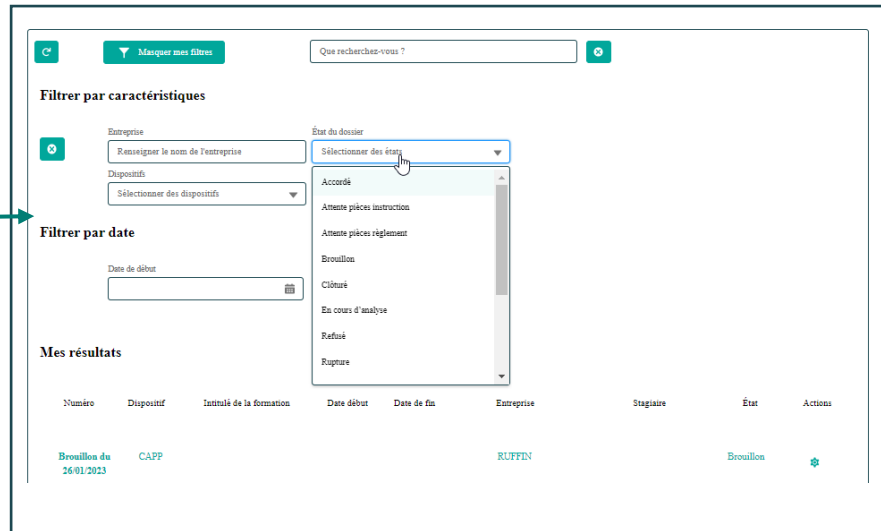 Masquer mes filtres
Que recherchez-vous ?
Filtrer par caractéristiques
Entreprise
État du dossier
Renseigner le nom de l'entreprise
Sélectionner des états
Dispositifs
Sélectionner des dispositifs
Accordé
Attente pièces instruction
Attente pièces règlement
Brouillon
Clôturé
En cours d'analyse
Refusé
Rupture
Filtrer par date
Date de début
Mes résultats
Numéro Dispositif Intitulé de la formation Date début Date de fin Entreprise Stagiaire État Actions
Brouillon du CAPP RUFFIN Brouillon
26/01/2023